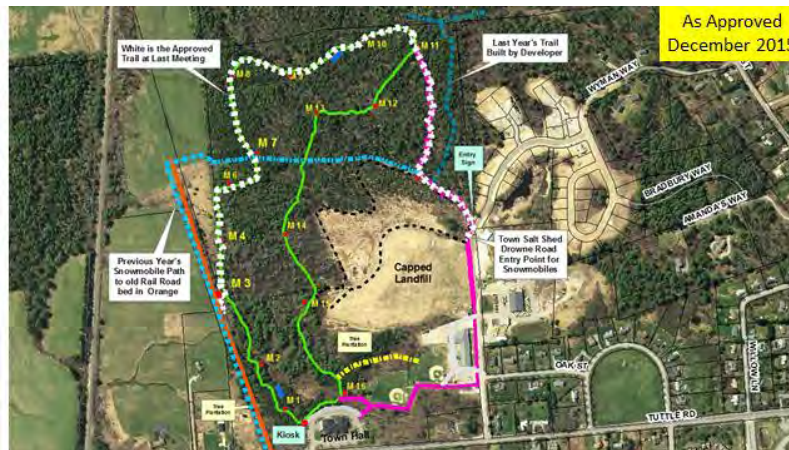 As Approved
December 2015
White is the Approved
Trail at Last Meeting
Last Year's Trail
Built by Developer
M 10
M 11
M 8
M 12
M 13
WYMAN WAY
M 7
Entry
Sign
M 6
BRADBURY WAY
AMANDA'S WAY
M 4
M 14
Previous Year's
Snowmobile Path
to old Rail Road
bed in Orange
Capped
Landfill
Town Salt Shed
Drowne Road
Entry Point for
Snowmobiles
M 3
M 15
Tree
Plantation
M 2
OAK ST
WILLOW LN
M 1
M 16
Tree
Plantation
Kiosk
Town Hall
TUTTLE RD